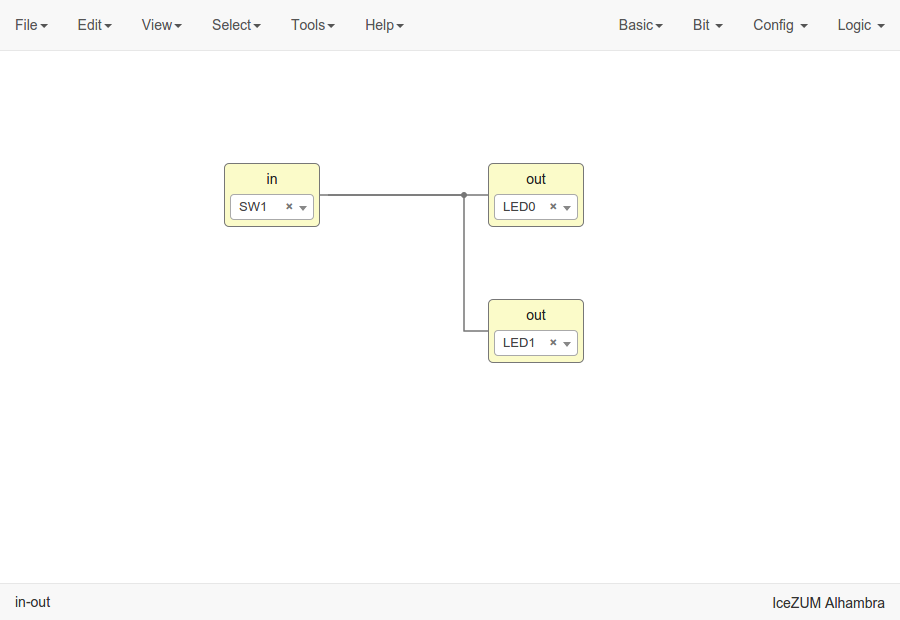 File Edit View Select Tools Help Basic Bit Config Logic
in
SW1 ×
out
LED0 ×
out
LED1 ×
in-out
IceZUM Alhambra